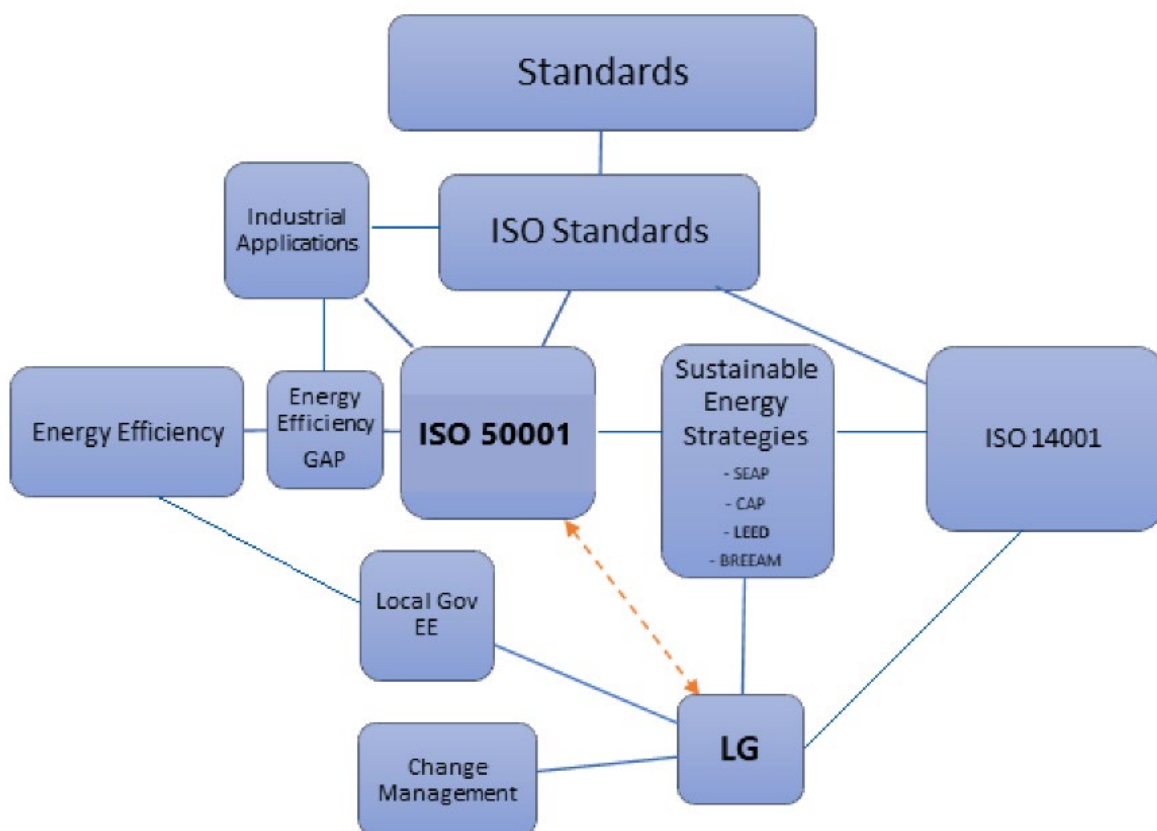 Standards
Industrial
Applications
ISO Standards
Energy Efficiency
Energy
Efficiency
GAP
ISO 50001
Sustainable
Energy
Strategies
- SEAP
- CAP
- LEED
- BREEAM
ISO 14001
Local Gov
EE
Change
Management
LG